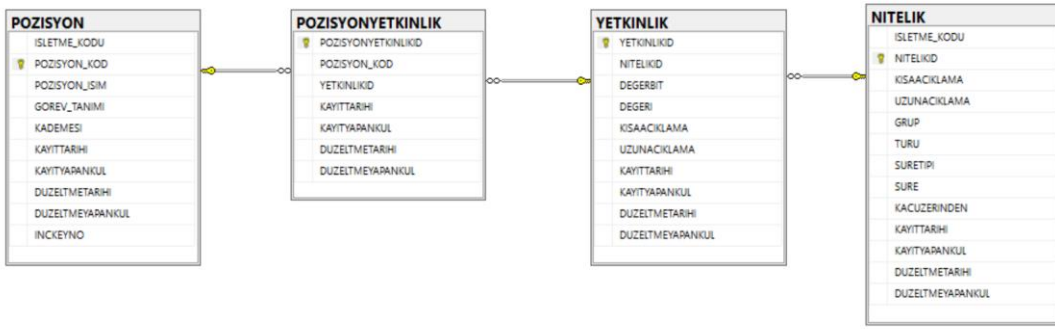 POZISYON
ISLETME_KODU
POZISYON_KOD
POZISYON_ISIM
GOREV_TANIMI
KADEMESI
KAYITTARIHI
KAYITYAPANKUL
DUZELTMETARIHI
DUZELTMEYAPANKUL
INCKEYNO
POZISYONYETKINLIK
POZISYONYETKINLIKID
POZISYON_KOD
YETKINLIKID
KAYITTARIHI
KAYITYAPANKUL
DUZELTMETARIHI
DUZELTMEYAPANKUL
YETKINLIK
YETKINLIKID
NITELIKID
DEGERBIT
DEGERI
KISAACIKLAMA
UZUNACIKLAMA
KAYITTARIHI
KAYITYAPANKUL
DUZELTMETARIHI
DUZELTMEYAPANKUL
NITELIK
ISLETME_KODU
NITELIKID
KISAACIKLAMA
UZUNACIKLAMA
GRUP
TURU
SURETIPI
SURE
KACUZERINDEN
KAYITTARIHI
KAYITYAPANKUL
DUZELTMETARIHI
DUZELTMEYAPANKUL